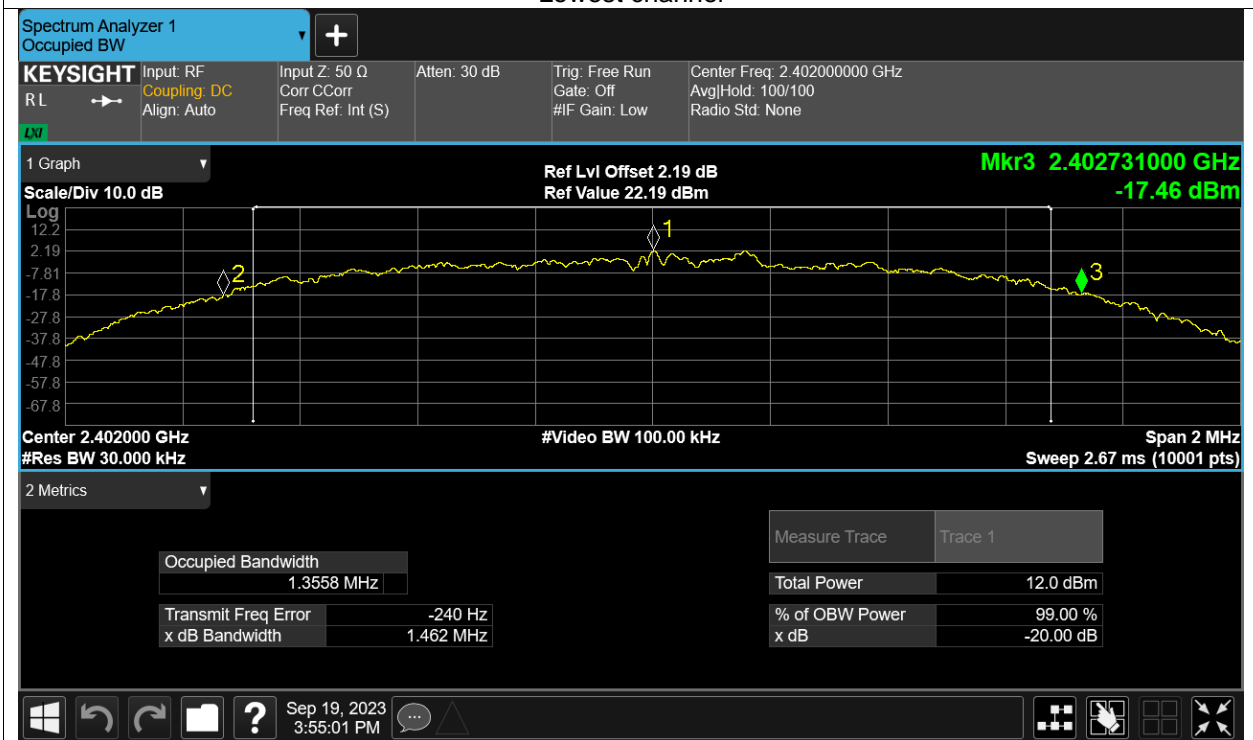 Lowest channel
Spectrum Analyzer 1
Occupied BW
+
KEYSIGHT
R L
LXI
Input: RF
Coupling: DC
Align: Auto
Input Z: 50 Ω
Corr CCorr
Freq Ref: Int (S)
Atten: 30 dB
Trig: Free Run
Gate: Off
#IF Gain: Low
Center Freq: 2.402000000 GHz
Avg|Hold: 100/100
Radio Std: None
1 Graph
Scale/Div 10.0 dB
Ref Lvl Offset 2.19 dB
Ref Value 22.19 dBm
Mkr3 2.402731000 GHz
-17.46 dBm
Log
12.2
2.19
-7.81
-17.8
-27.8
-37.8
-47.8
-57.8
-67.8
1
2
3
Center 2.402000 GHz
#Res BW 30.000 kHz
#Video BW 100.00 kHz
Span 2 MHz
Sweep 2.67 ms (10001 pts)
2 Metrics
Measure Trace Trace 1
Occupied Bandwidth
1.3558 MHz
Total Power 12.0 dBm
Transmit Freq Error -240 Hz
% of OBW Power 99.00 %
x dB Bandwidth 1.462 MHz
x dB -20.00 dB
?
Sep 19, 2023
3:55:01 PM